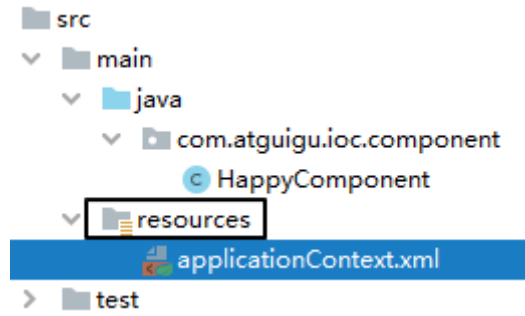 src
main
java
com.atguigu.ioc.component
C HappyComponent
resources
applicationContext.xml
test